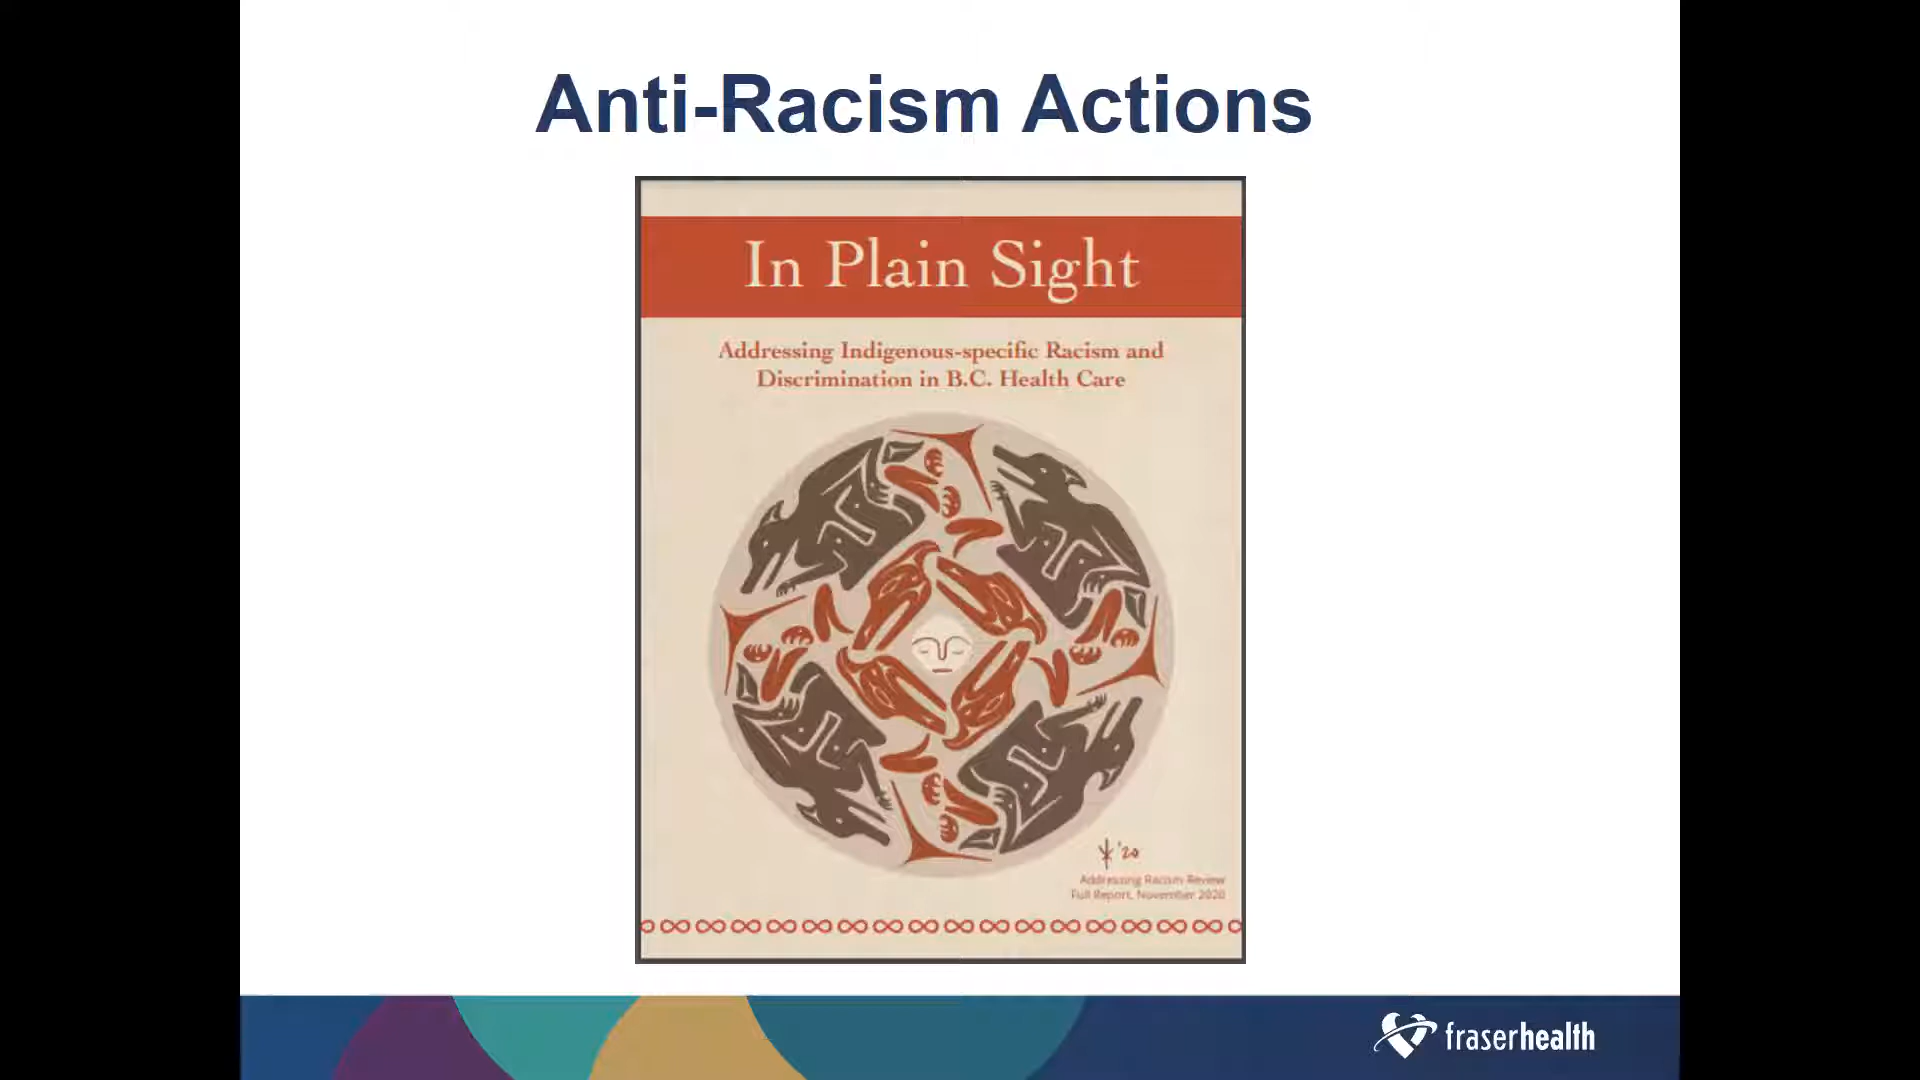 Anti-Racism Actions
In Plain Sight
Addressing Indigenous-specific Racism and
Discrimination in B.C. Health Care
'20
Addressing Racism Review
Full Report, November 2020
fraserhealth